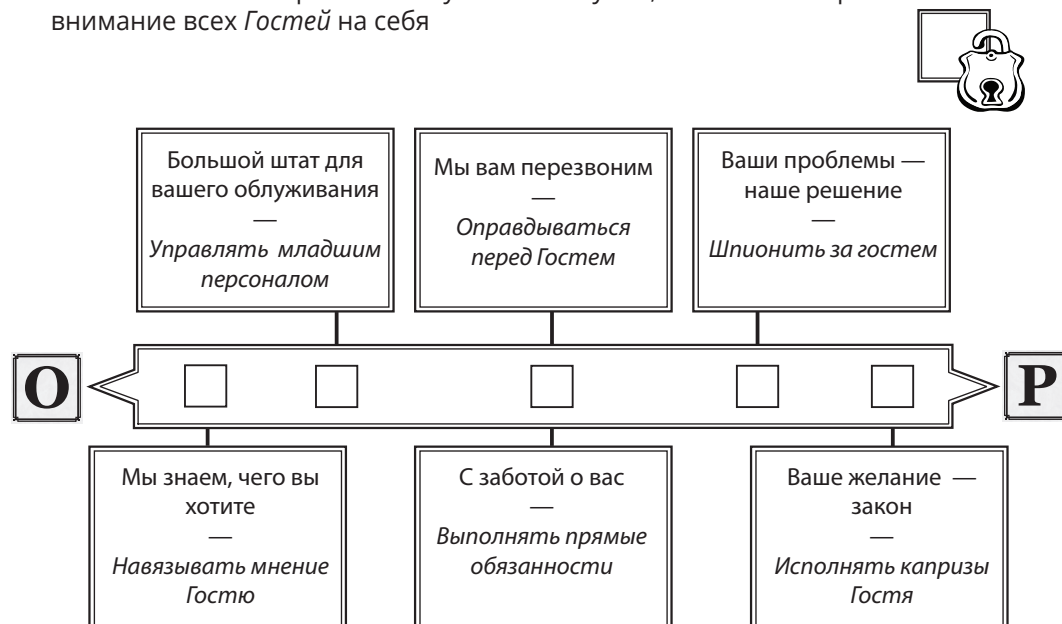 внимание всех Гостей на себя
Большой штат для
вашего облуживания
—
Управлять младшим
персоналом
Мы вам перезвоним
—
Оправдываться
перед Гостем
Ваши проблемы —
наше решение
—
Шпионить за гостем
О
Р
Мы знаем, чего вы
хотите
—
Навязывать мнение
Гостю
С заботой о вас
—
Выполнять прямые
обязанности
Ваше желание —
закон
—
Исполнять капризы
Гостя